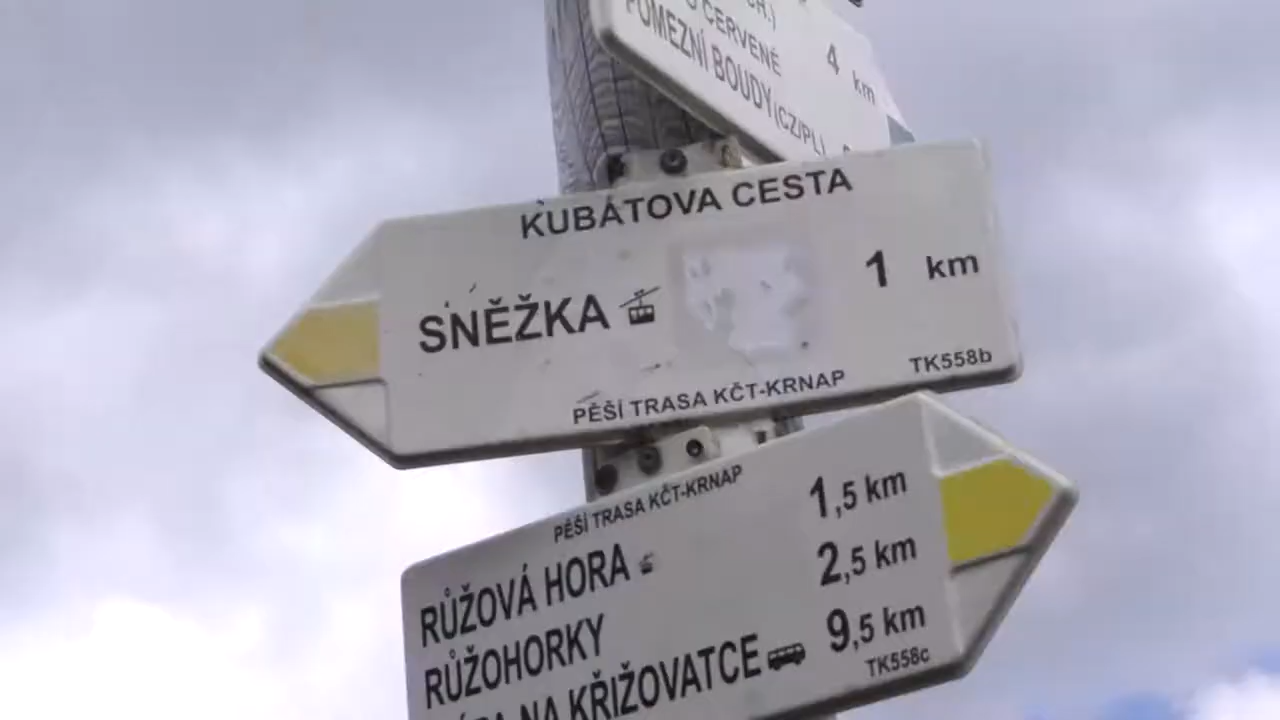 ČERVENÉ 4 km
POMEZNÍ BOUDY (CZ/PL)
KUBÁTOVA CESTA
SNĚŽKA 1 km
PĚŠÍ TRASA KČT-KRNAP TK558b
PĚŠÍ TRASA KČT-KRNAP
RŮŽOVÁ HORA 1,5 km
RŮŽOHORKY 2,5 km
NA KŘIŽOVATCE 9,5 km
TK558c